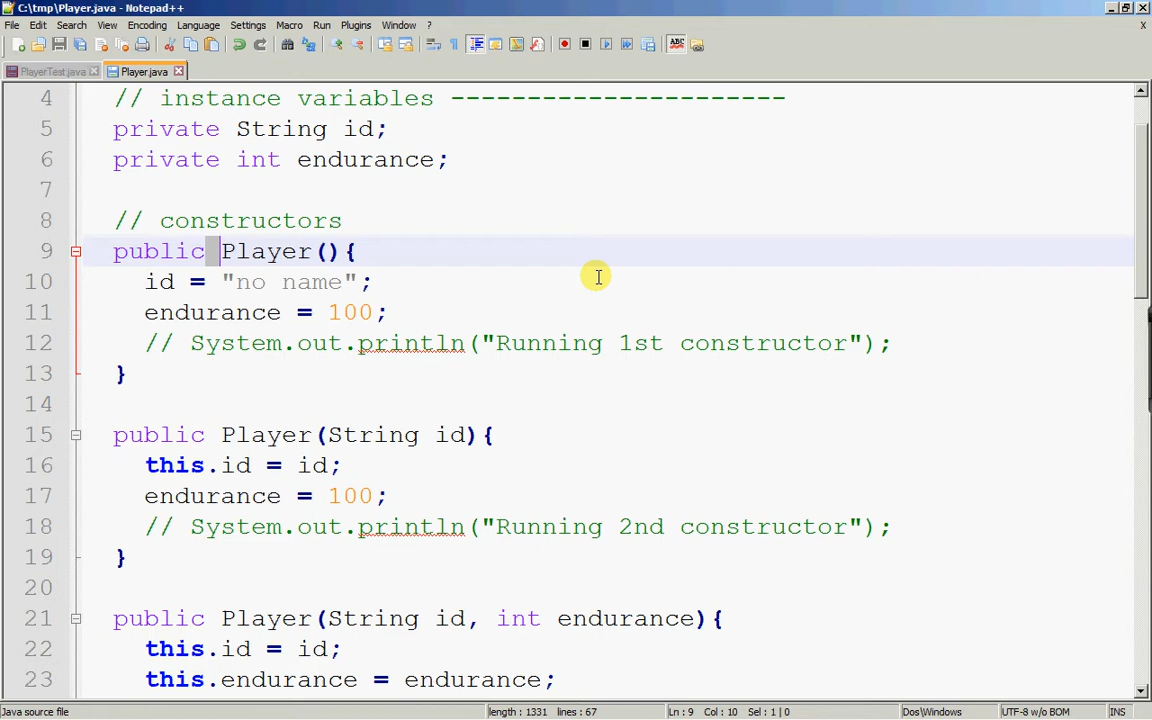 C:\tmp\Player.java - Notepad++
File Edit Search View Encoding Language Settings Macro Run Plugins Window ? X
PlayerTest.java Player.java
4 // instance variables ----------------------
5 private String id;
6 private int endurance;
7
8 // constructors
9 public Player(){
10 id = "no name";
11 endurance = 100;
12 // System.out.println("Running 1st constructor");
13 }
14
15 public Player(String id){
16 this.id = id;
17 endurance = 100;
18 // System.out.println("Running 2nd constructor");
19 }
20
21 public Player(String id, int endurance){
22 this.id = id;
23 this.endurance = endurance;
Java source file length : 1331 lines : 67 Ln : 9 Col : 10 Sel : 1 | 0 Dos\Windows UTF-8 w/o BOM INS